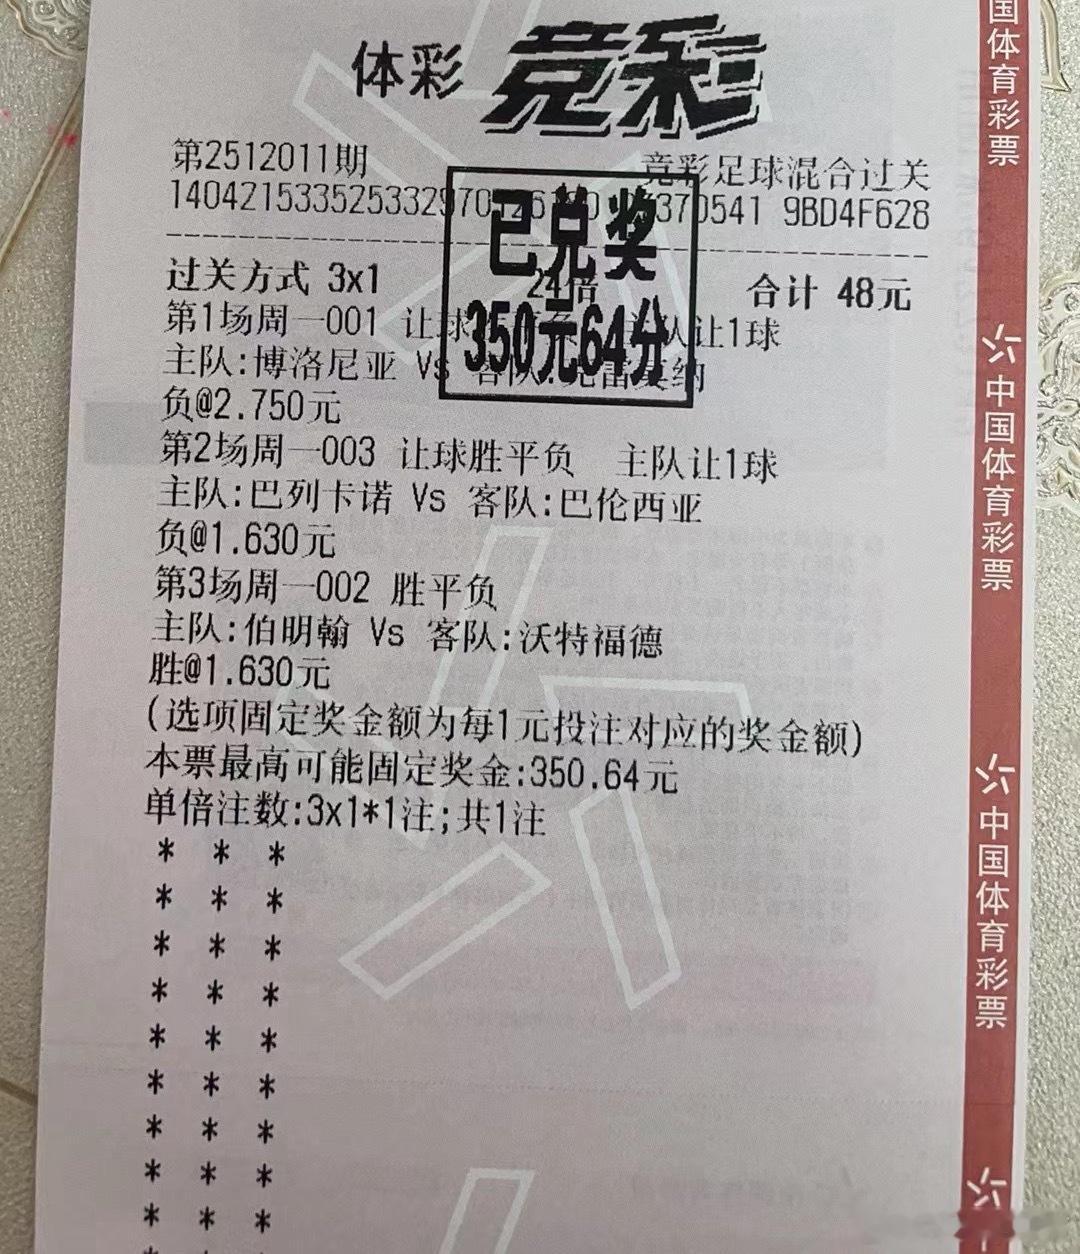 体彩 竞彩
第2512011期 竞彩足球混合过关
370541 9BD4F628
已兑奖
350元64分
过关方式 3x1 24倍 合计 48元
第1场周一001 让球 主队让1球
主队:博洛尼亚 Vs 客队:克雷莫纳
负@2.750元
第2场周一003 让球胜平负 主队让1球
主队:巴列卡诺 Vs 客队:巴伦西亚
负@1.630元
第3场周一002 胜平负
主队:伯明翰 Vs 客队:沃特福德
胜@1.630元
(选项固定奖金额为每1元投注对应的奖金额)
本票最高可能固定奖金:350.64元
单倍注数:3x1*1注;共1注
* * *
* * *
* * *
* * *
* * *
* * *
* * *
* * *
* * *
国体育彩票
中国体育彩票
中国体育彩票